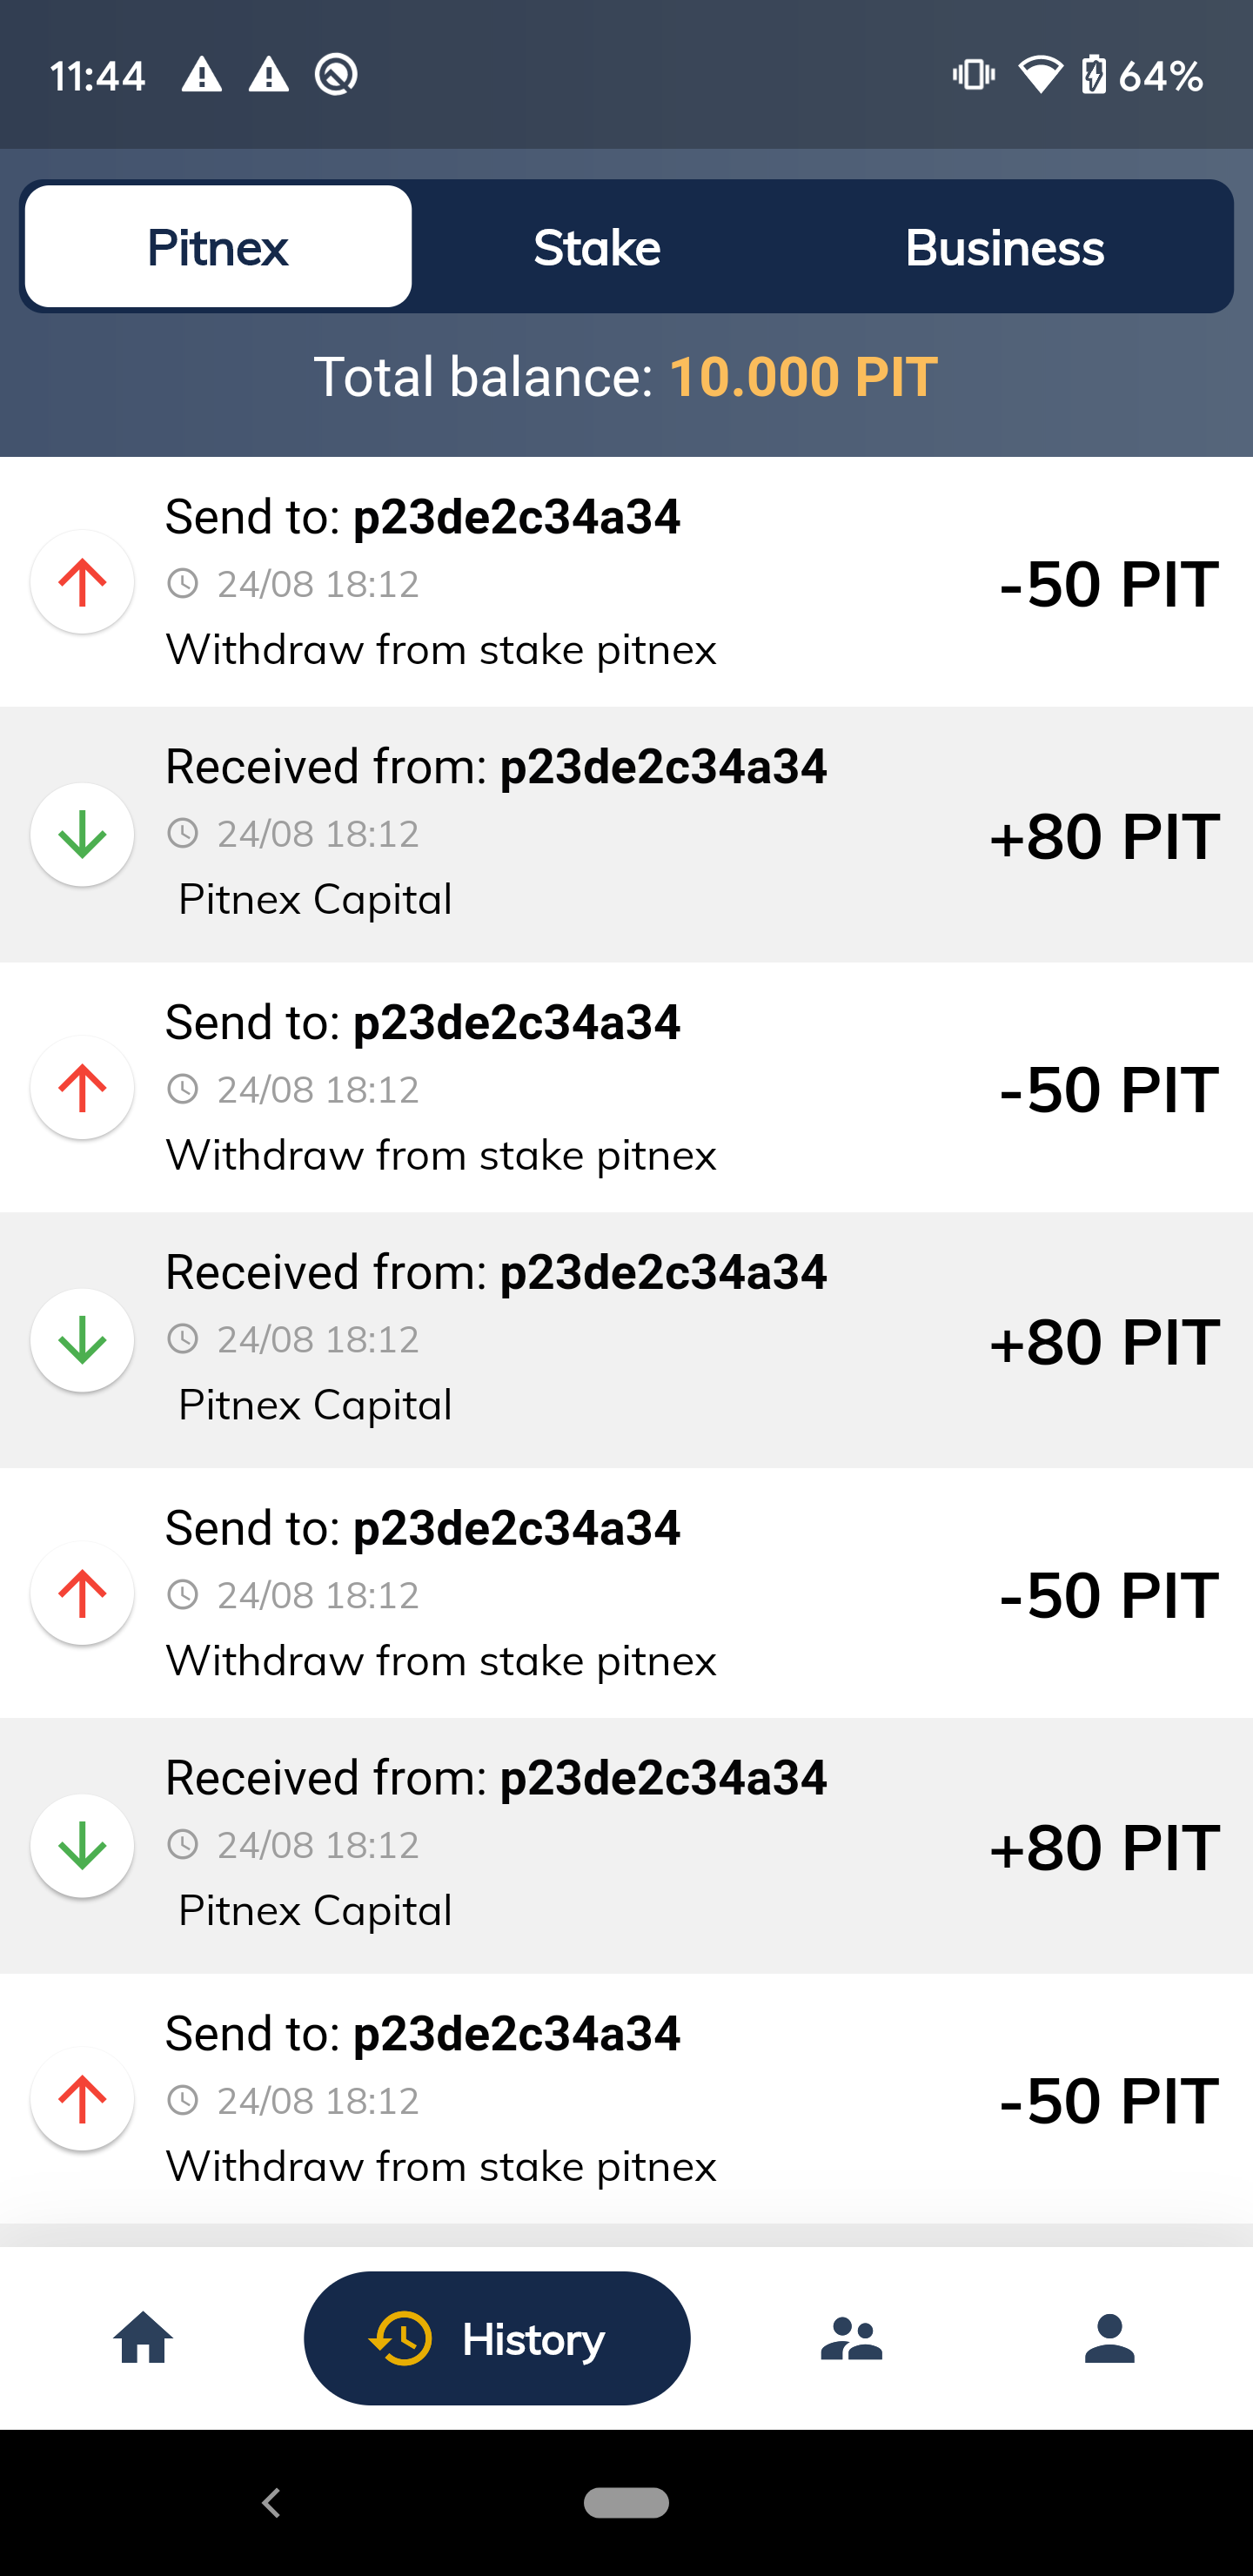 11:44 64%
Pitnex Stake Business
Total balance: 10.000 PIT
Send to: p23de2c34a34
24/08 18:12
-50 PIT
Withdraw from stake pitnex
Received from: p23de2c34a34
24/08 18:12
+80 PIT
Pitnex Capital
Send to: p23de2c34a34
24/08 18:12
-50 PIT
Withdraw from stake pitnex
Received from: p23de2c34a34
24/08 18:12
+80 PIT
Pitnex Capital
Send to: p23de2c34a34
24/08 18:12
-50 PIT
Withdraw from stake pitnex
Received from: p23de2c34a34
24/08 18:12
+80 PIT
Pitnex Capital
Send to: p23de2c34a34
24/08 18:12
-50 PIT
Withdraw from stake pitnex
History